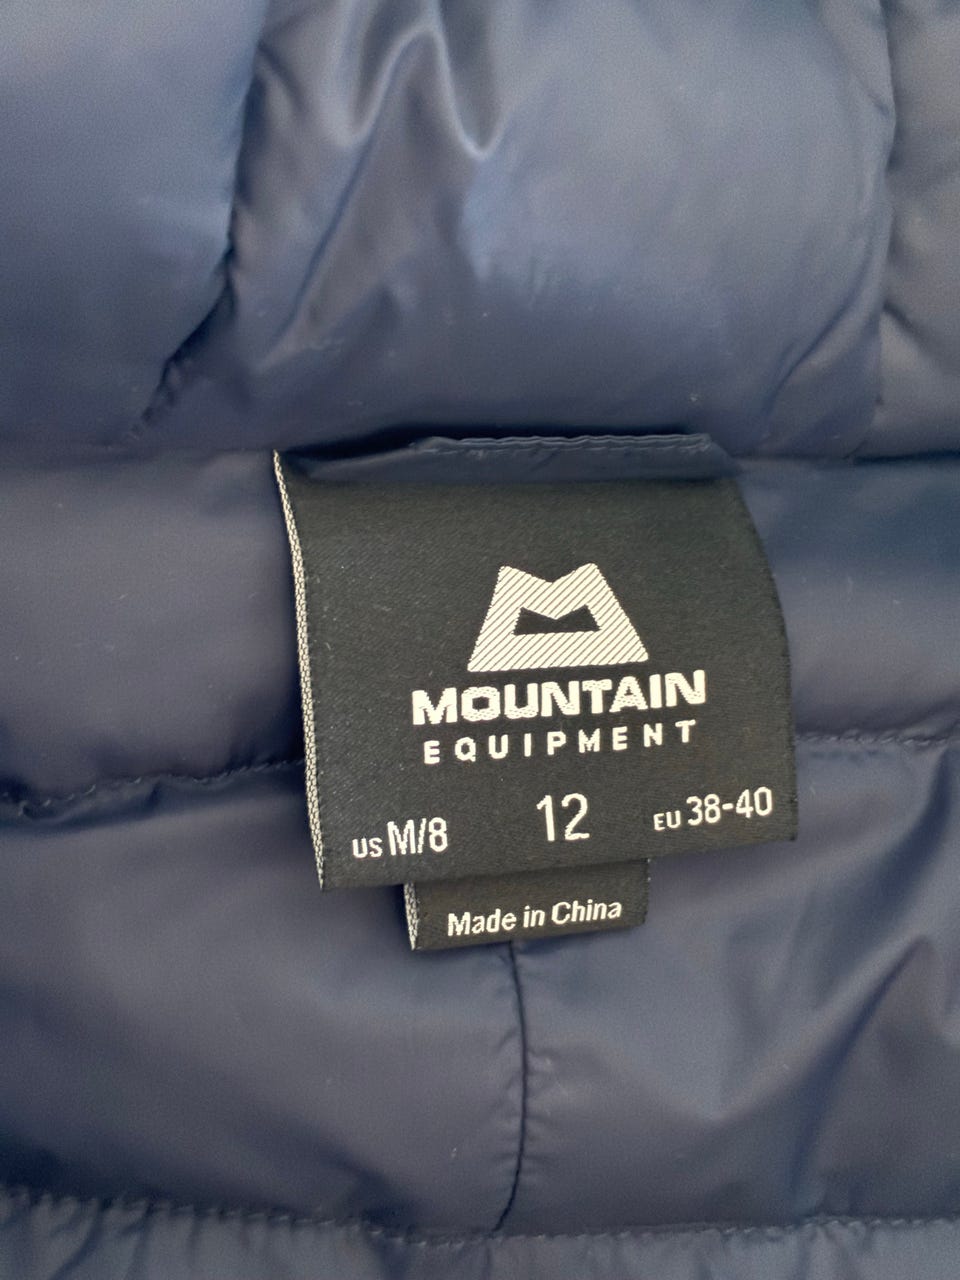 MOUNTAIN
EQUIPMENT
US M/8 12 EU 38-40
Made in China